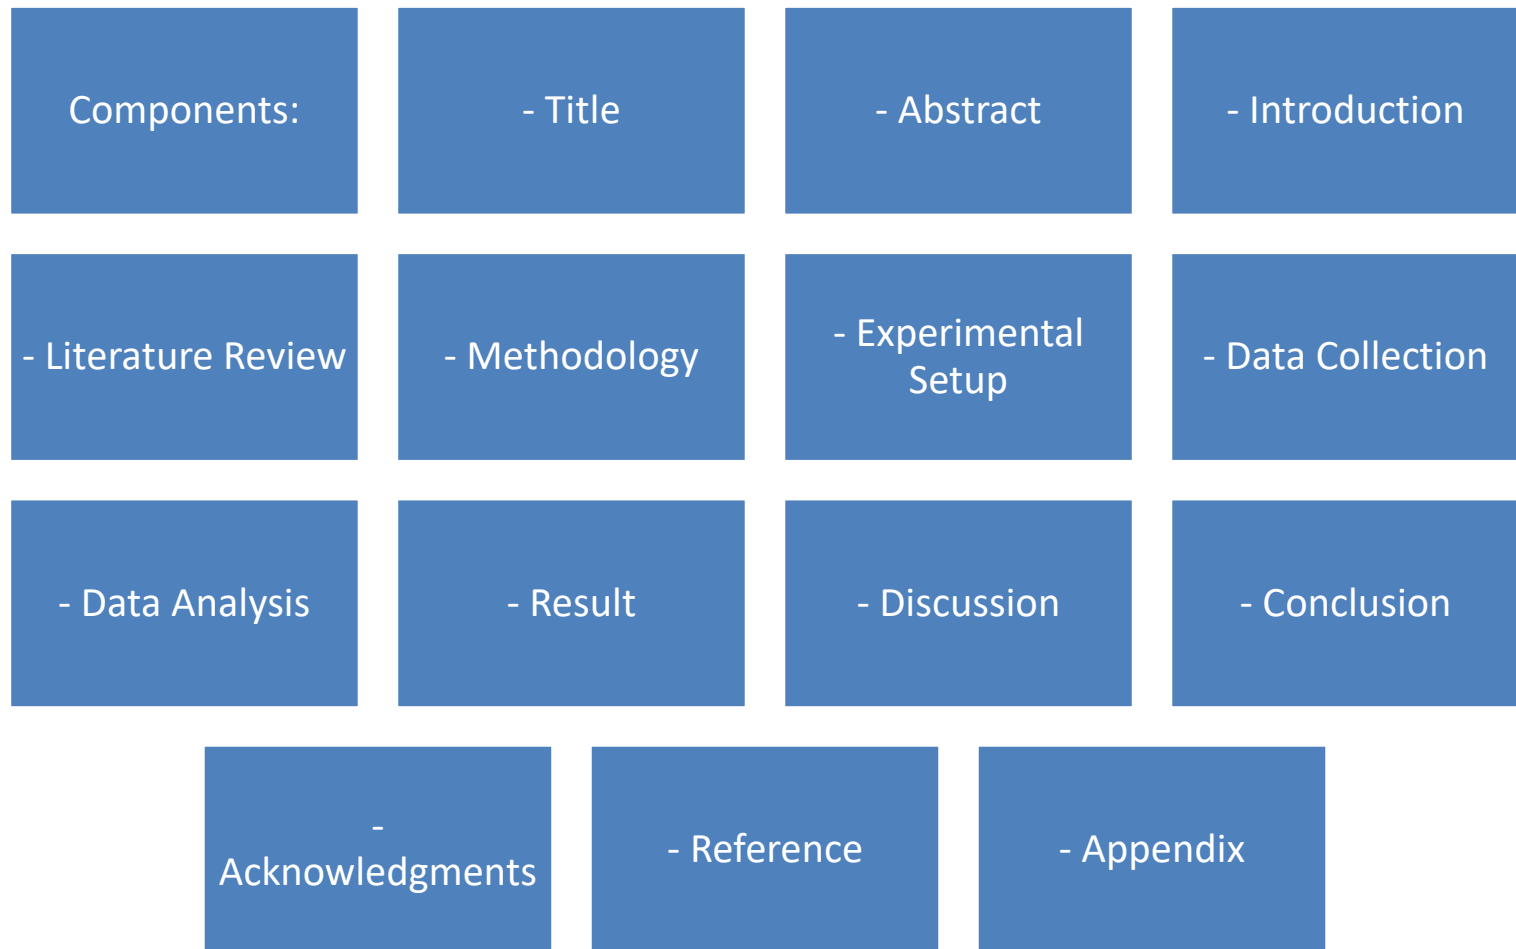 Components:
- Title
- Abstract
- Introduction
- Literature Review
- Methodology
- Experimental
Setup
- Data Collection
- Data Analysis
- Result
- Discussion
- Conclusion
-
Acknowledgments
- Reference
- Appendix